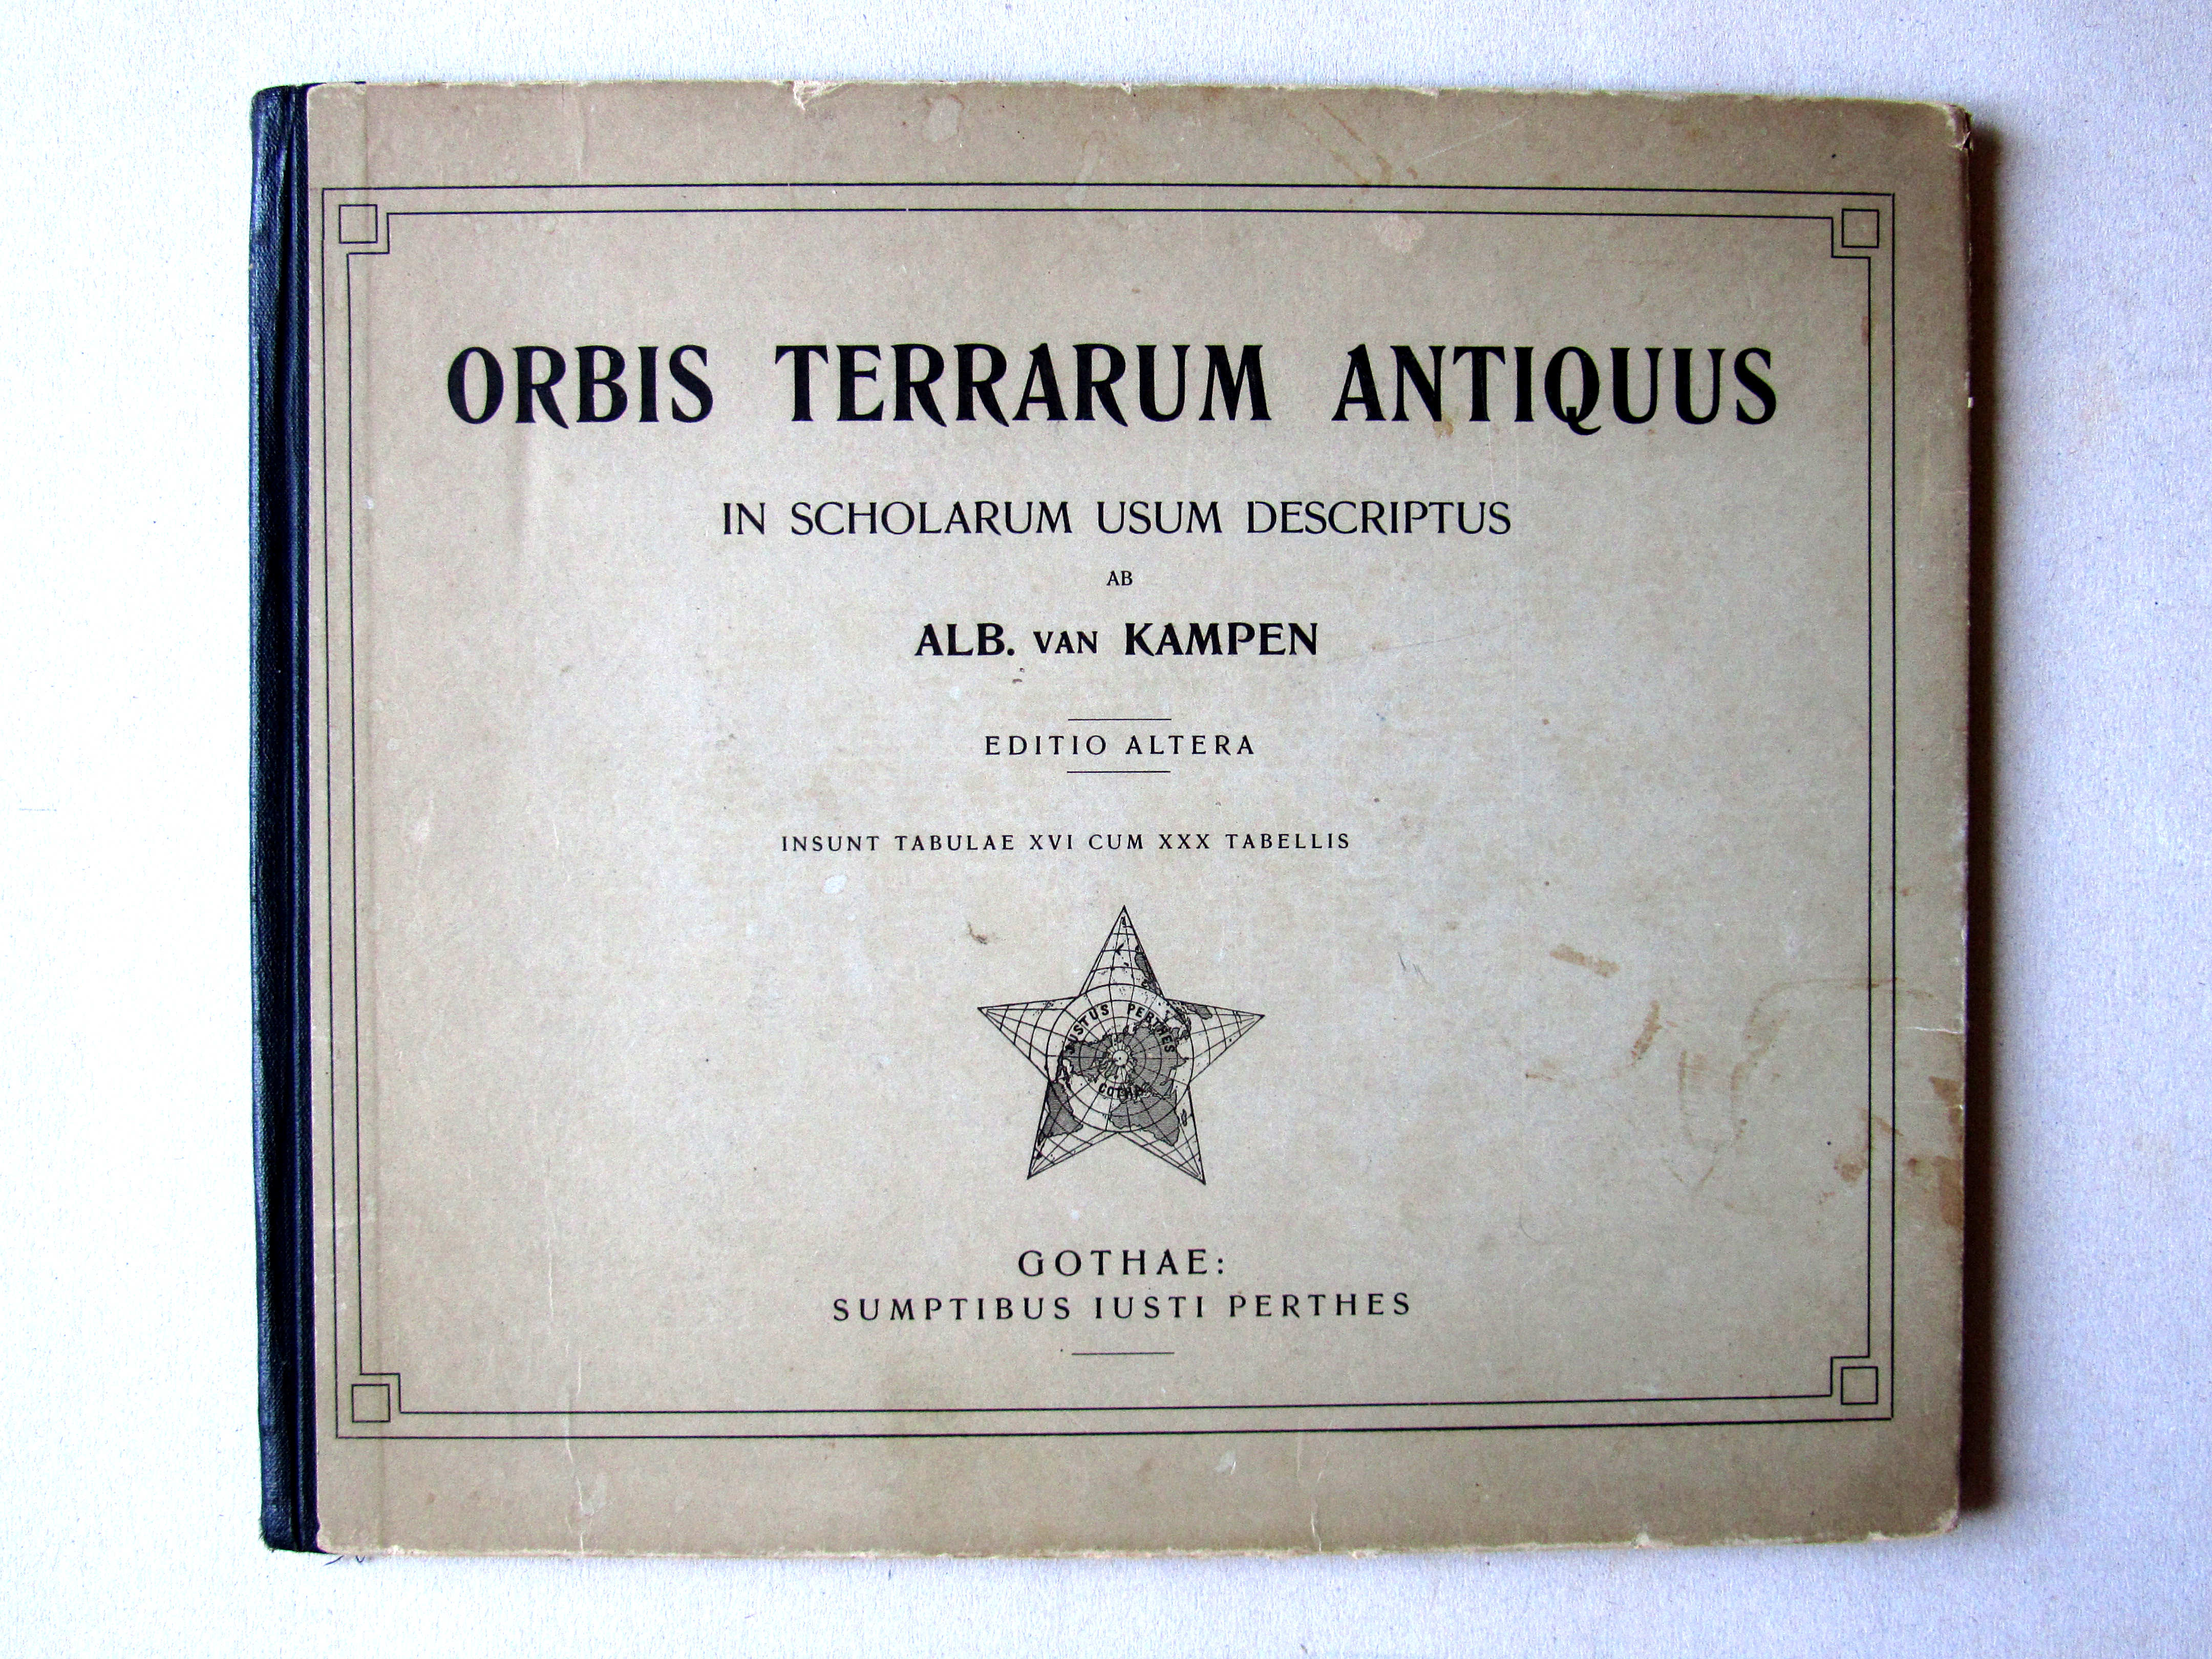 ORBIS TERRARUM ANTIQUUS
IN SCHOLARUM USUM DESCRIPTUS
AB
ALB. VAN KAMPEN
EDITIO ALTERA
INSUNT TABULAE XVI CUM XXX TABELLIS
JUSTUS PERTHES
GOTHA
GOTHAE:
SUMPTIBUS IUSTI PERTHES